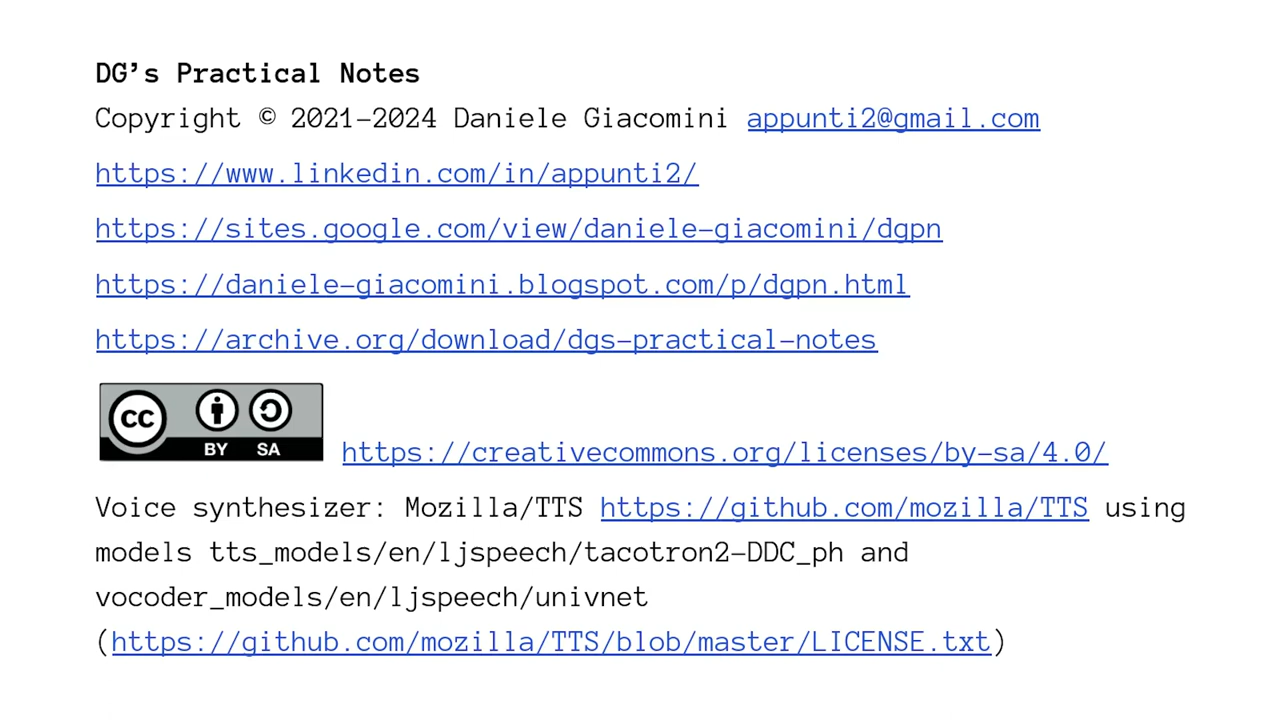 DG’s Practical Notes
Copyright © 2021-2024 Daniele Giacomini appunti2@gmail.com
https://www.linkedin.com/in/appunti2/
https://sites.google.com/view/daniele-giacomini/dgpn
https://daniele-giacomini.blogspot.com/p/dgpn.html
https://archive.org/download/dgs-practical-notes
CC BY SA https://creativecommons.org/licenses/by-sa/4.0/
Voice synthesizer: Mozilla/TTS https://github.com/mozilla/TTS using
models tts_models/en/ljspeech/tacotron2-DDC_ph and
vocoder_models/en/ljspeech/univnet
(https://github.com/mozilla/TTS/blob/master/LICENSE.txt)